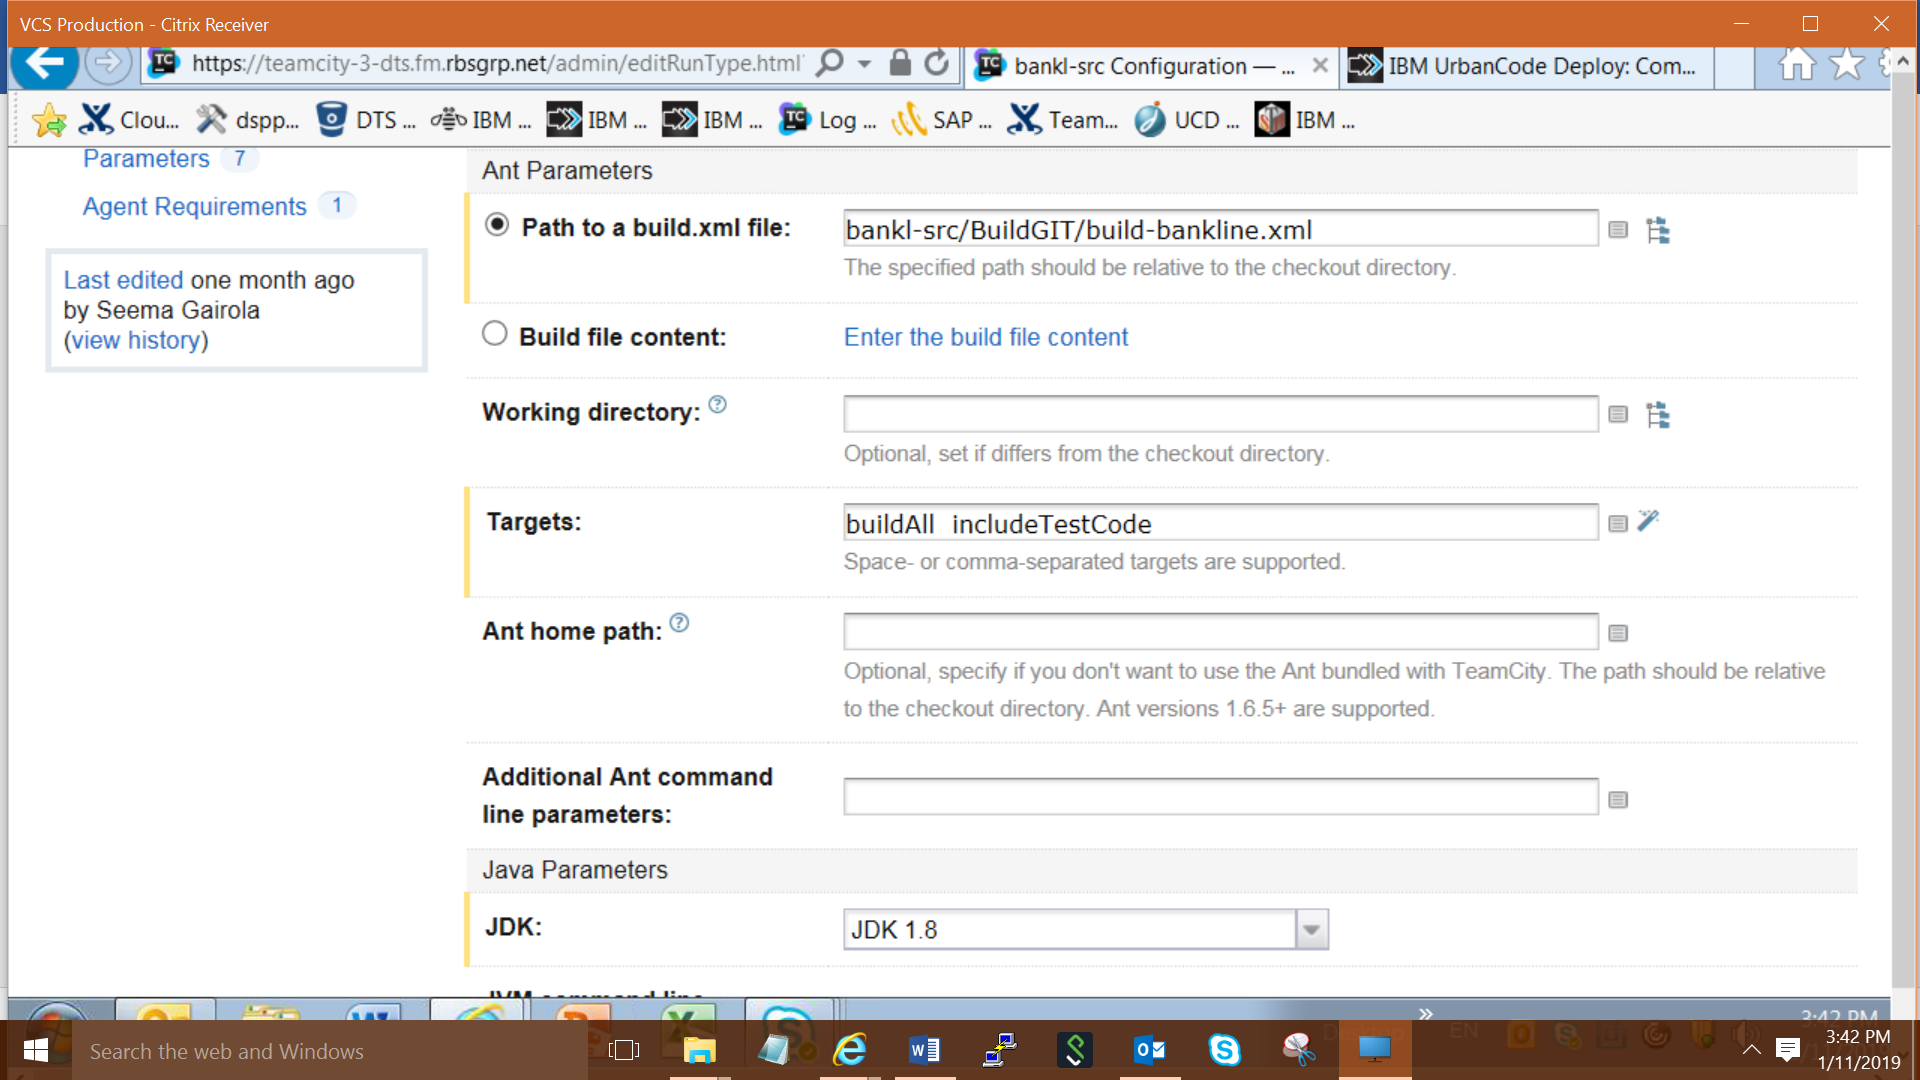 VCS Production - Citrix Receiver
https://teamcity-3-dts.fm.rbsgrp.net/admin/editRunType.html
bankl-src Configuration — ...
IBM UrbanCode Deploy: Com...
Clou...
dspp...
DTS ...
IBM ...
IBM ...
IBM ...
Log ...
SAP ...
Team...
UCD ...
IBM ...
Parameters 7
Agent Requirements 1
Last edited one month ago
by Seema Gairola
(view history)
Ant Parameters
Path to a build.xml file:
bankl-src/BuildGIT/build-bankline.xml
The specified path should be relative to the checkout directory.
Build file content:
Enter the build file content
Working directory:
Optional, set if differs from the checkout directory.
Targets:
buildAll includeTestCode
Space- or comma-separated targets are supported.
Ant home path:
Optional, specify if you don't want to use the Ant bundled with TeamCity. The path should be relative
to the checkout directory. Ant versions 1.6.5+ are supported.
Additional Ant command
line parameters:
Java Parameters
JDK:
JDK 1.8
JVM command line
3:42 PM
EN
Search the web and Windows
3:42 PM
1/11/2019